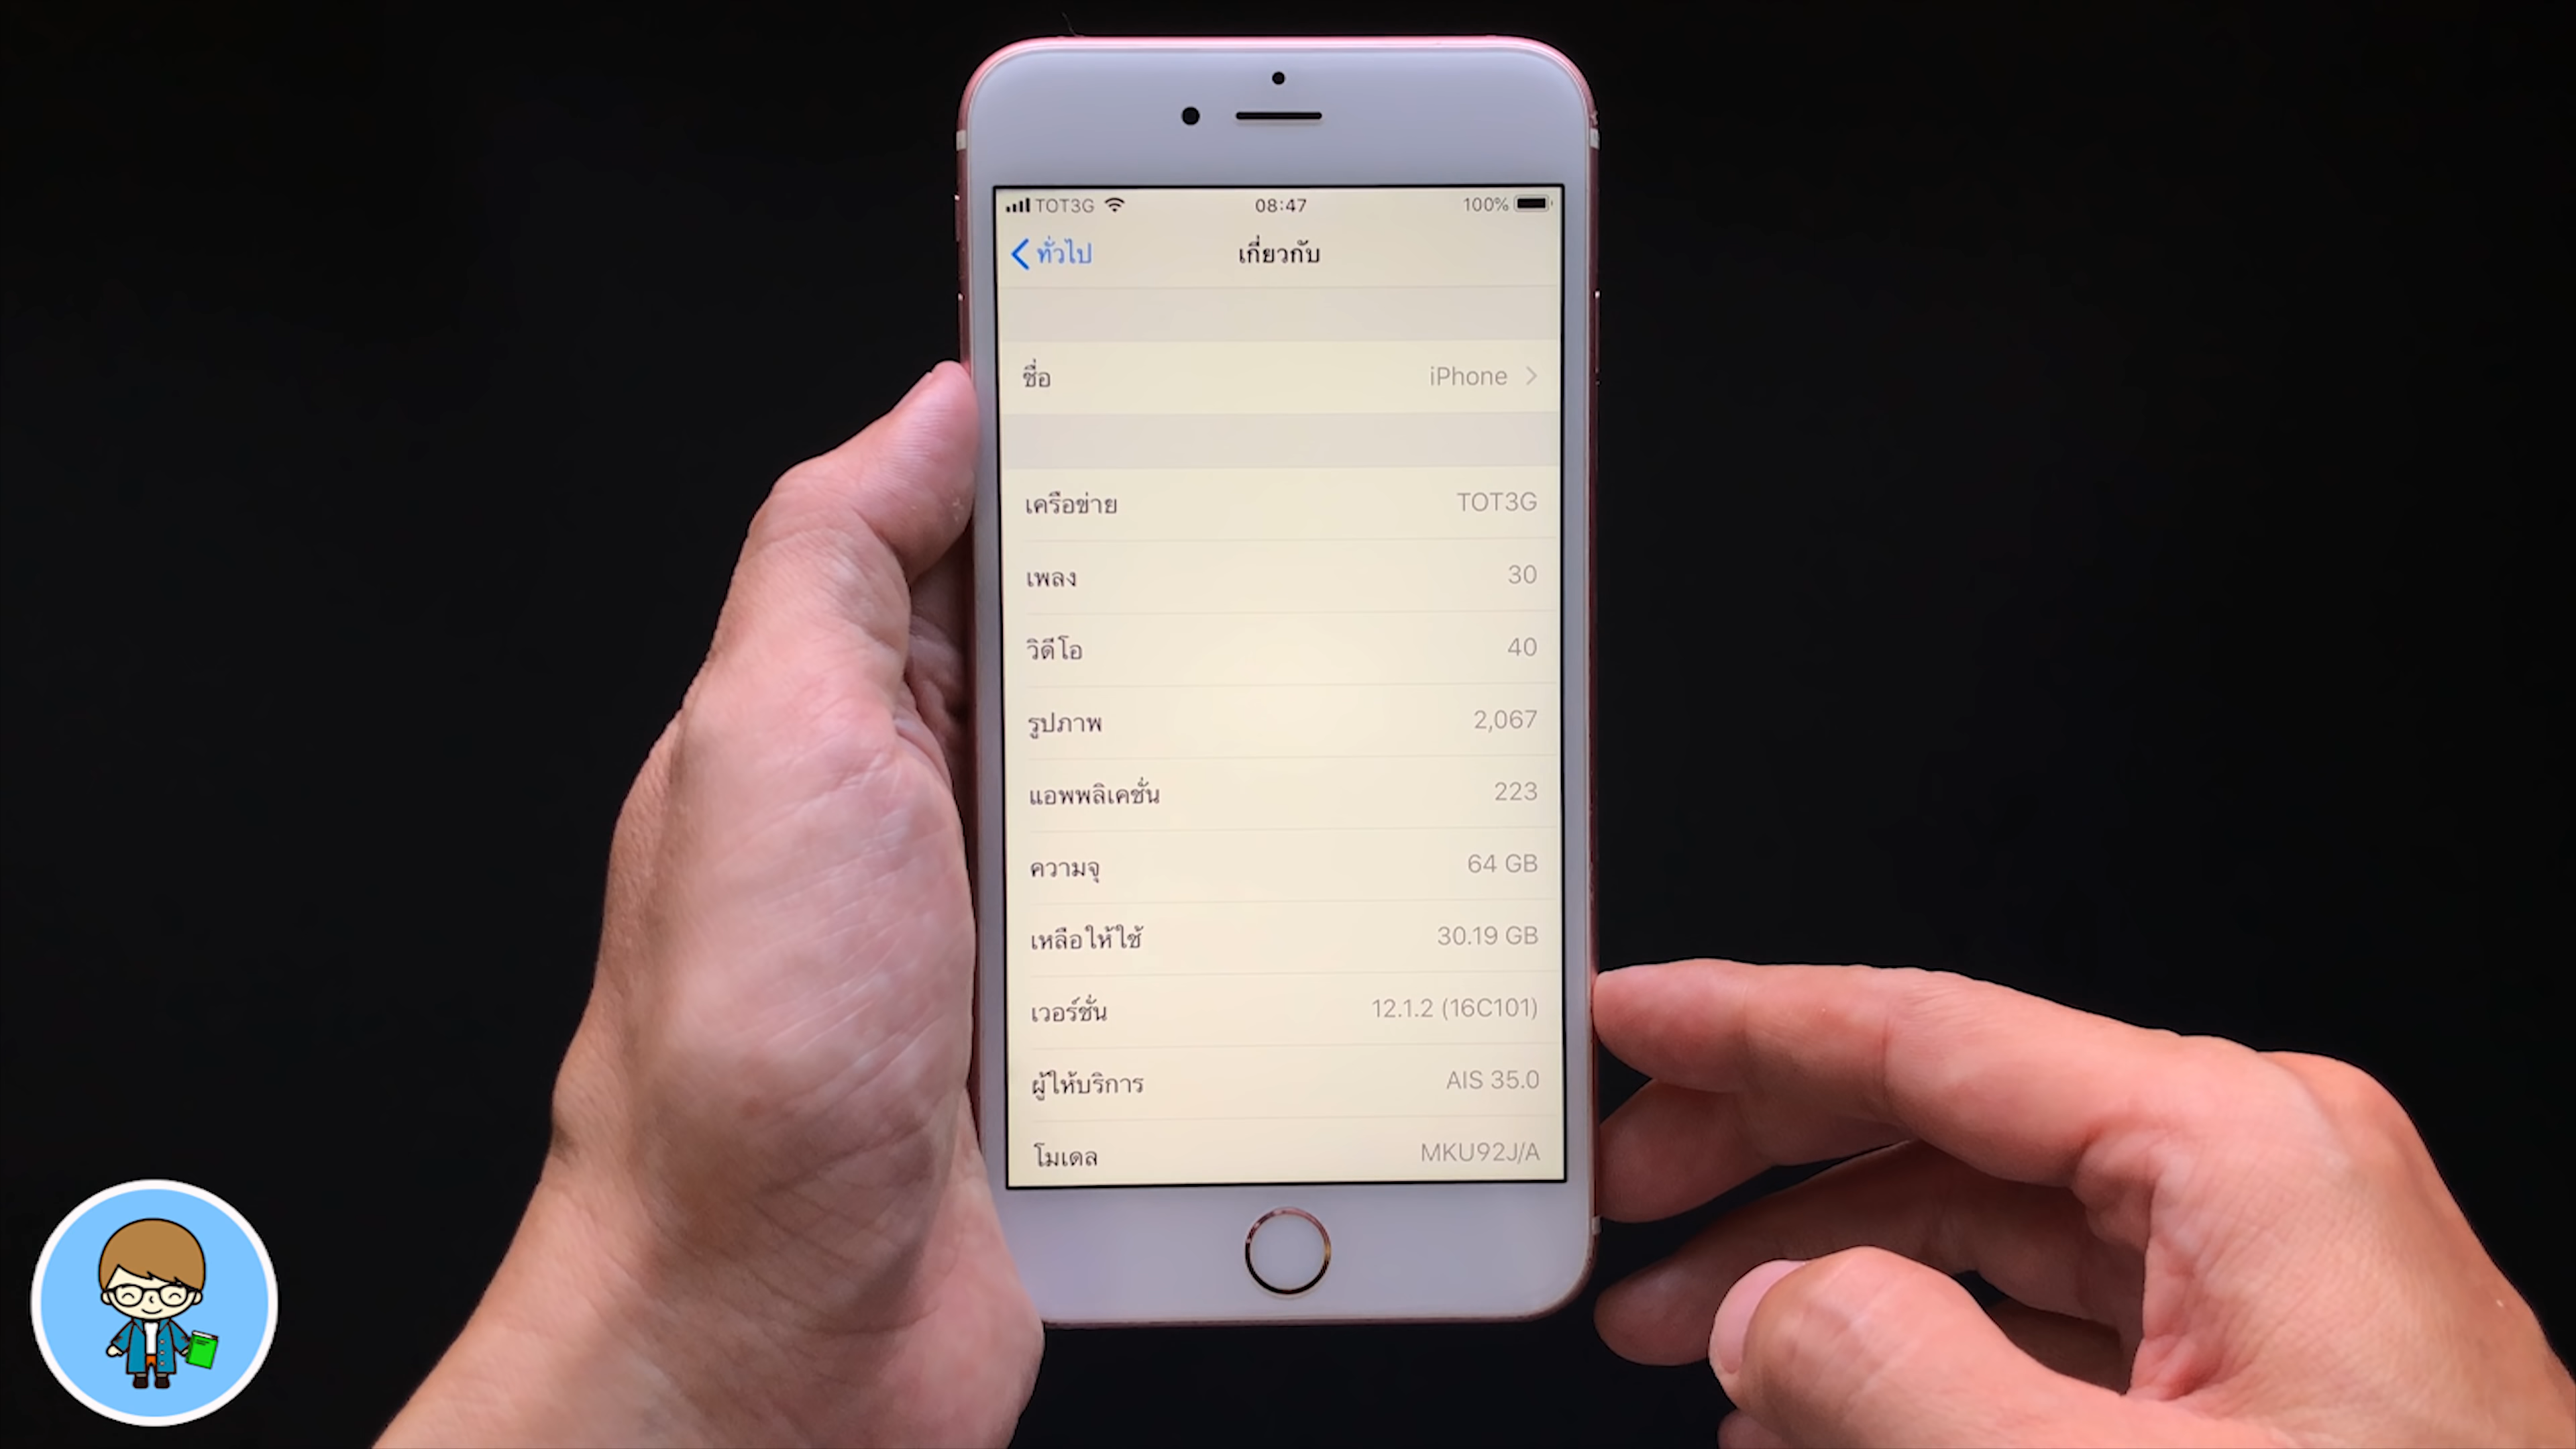 TOT3G 08:47 100%
ทั่วไป เกี่ยวกับ
ชื่อ iPhone
เครือข่าย TOT3G
เพลง 30
วิดีโอ 40
รูปภาพ 2,067
แอพพลิเคชั่น 223
ความจุ 64 GB
เหลือให้ใช้ 30.19 GB
เวอร์ชั่น 12.1.2 (16C101)
ผู้ให้บริการ AIS 35.0
โมเดล MKU92J/A